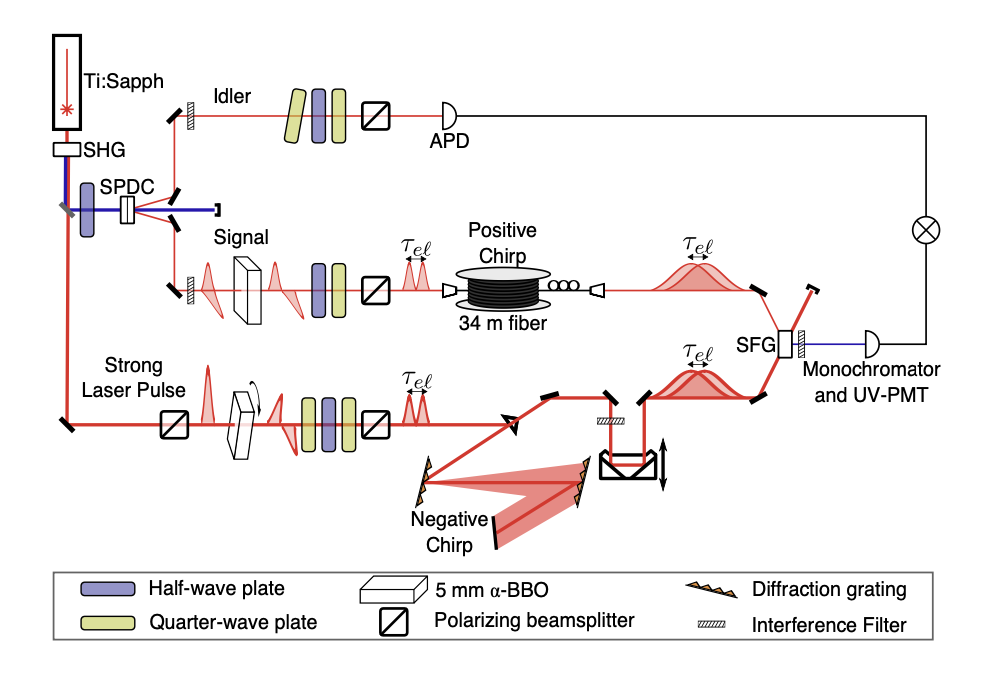 Ti:Sapph
SHG
SPDC
Idler
APD
Signal
τel
Positive
Chirp
34 m fiber
τel
SFG
Monochromator
and UV-PMT
Strong
Laser Pulse
τel
τel
Negative
Chirp
Half-wave plate
Quarter-wave plate
5 mm α-BBO
Polarizing beamsplitter
Diffraction grating
Interference Filter